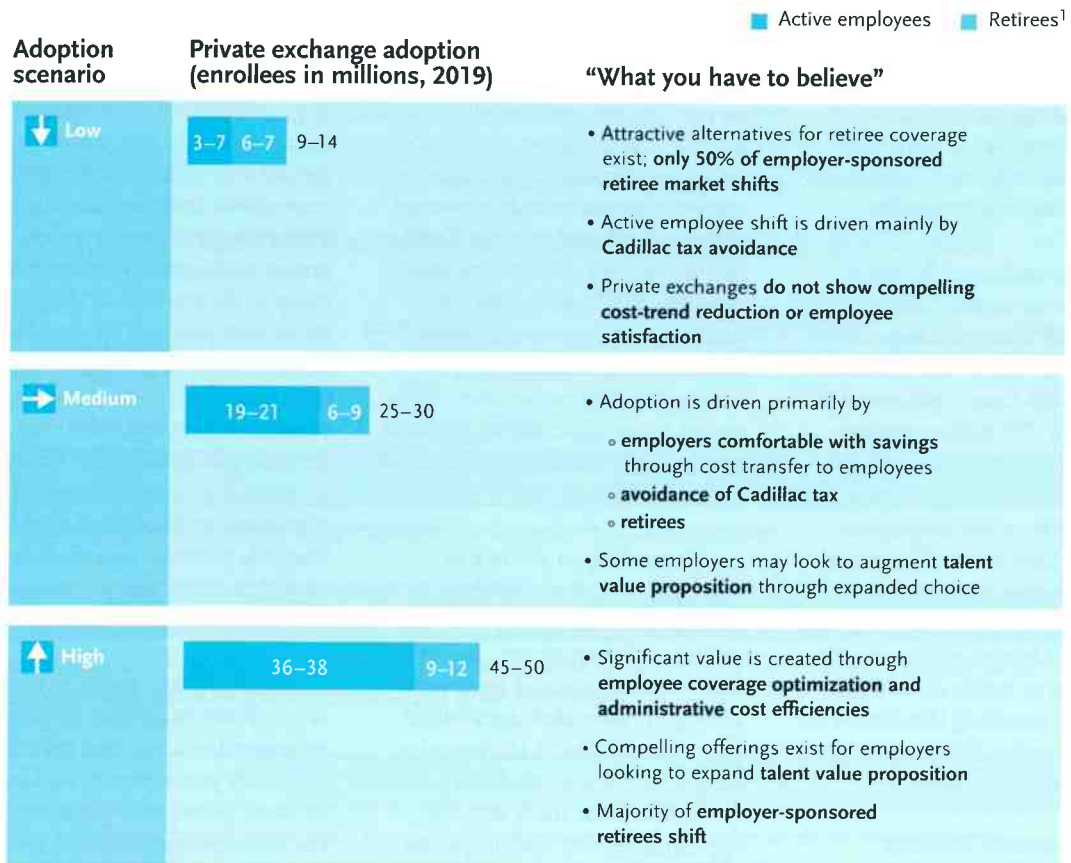 Active employees
Retirees1
Adoption
scenario
Private exchange adoption
(enrollees in millions, 2019)
“What you have to believe”
Low
3–7
6–7
9–14
• Attractive alternatives for retiree coverage
exist; only 50% of employer-sponsored
retiree market shifts
• Active employee shift is driven mainly by
Cadillac tax avoidance
• Private exchanges do not show compelling
cost-trend reduction or employee
satisfaction
Medium
19–21
6–9
25–30
• Adoption is driven primarily by
◦ employers comfortable with savings
through cost transfer to employees
◦ avoidance of Cadillac tax
◦ retirees
• Some employers may look to augment talent
value proposition through expanded choice
High
36–38
9–12
45–50
• Significant value is created through
employee coverage optimization and
administrative cost efficiencies
• Compelling offerings exist for employers
looking to expand talent value proposition
• Majority of employer-sponsored
retirees shift